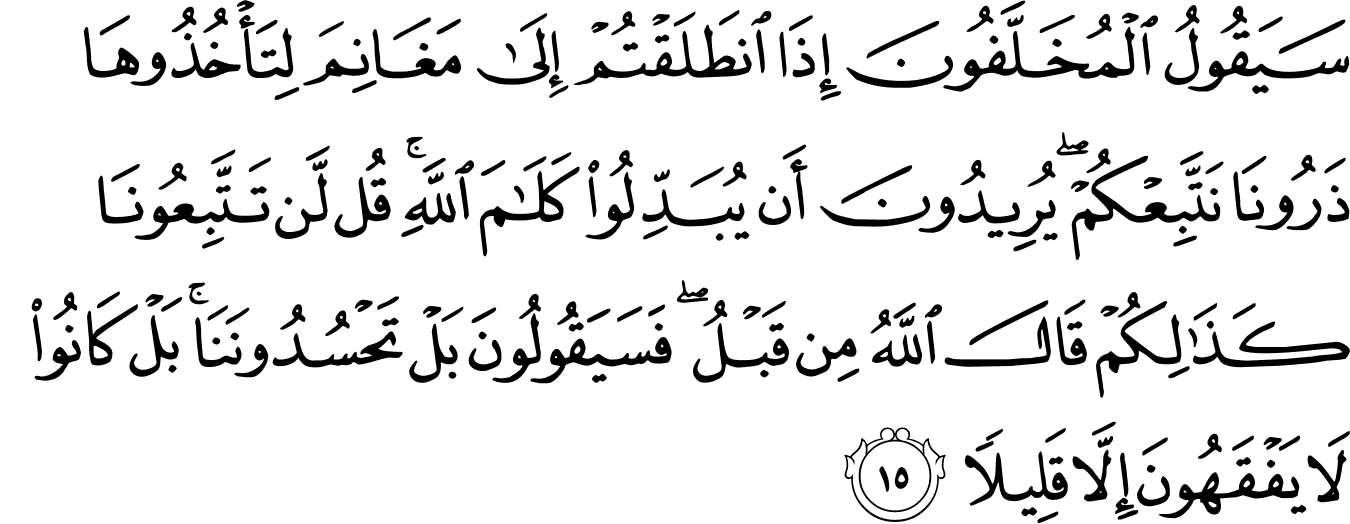 سَيَقُولُ ٱلْمُخَلَّفُونَ إِذَا ٱنطَلَقْتُمْ إِلَىٰ مَغَانِمَ لِتَأْخُذُوهَا
ذَرُونَا نَتَّبِعْكُمْ ۖ يُرِيدُونَ أَن يُبَدِّلُوا۟ كَلَـٰمَ ٱللَّهِ ۚ قُل لَّن تَتَّبِعُونَا
كَذَٰلِكُمْ قَالَ ٱللَّهُ مِن قَبْلُ ۖ فَسَيَقُولُونَ بَلْ تَحْسُدُونَنَا ۚ بَلْ كَانُوا۟
لَا يَفْقَهُونَ إِلَّا قَلِيلًا ١٥